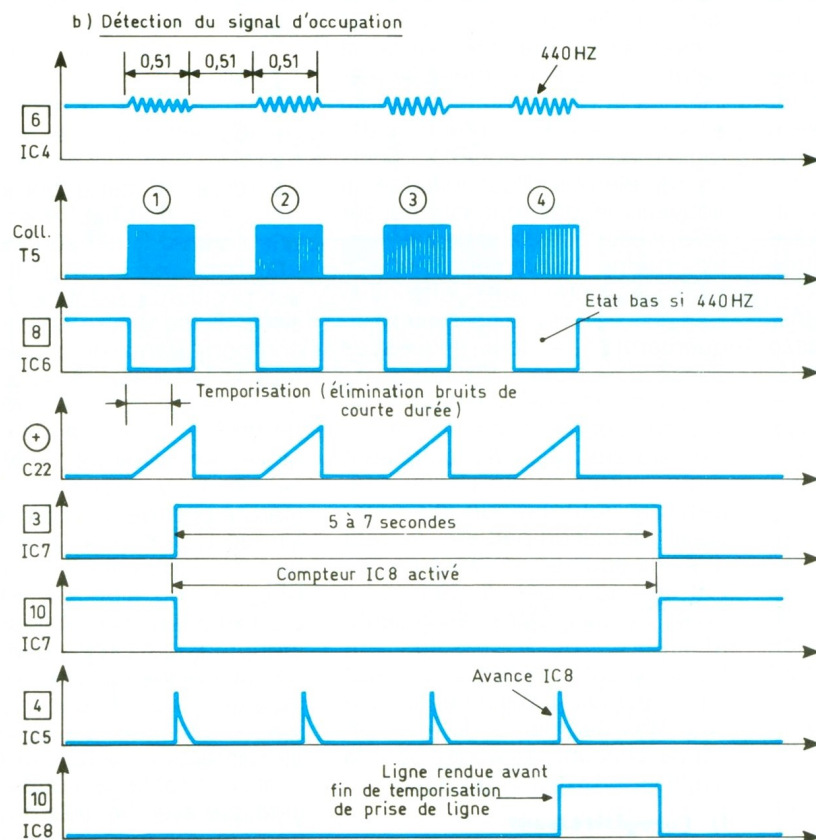 b) Détection du signal d'occupation
0,51 0,51 0,51
440 HZ
6
IC4
1 2 3 4
Coll.
T5
Etat bas si 440 HZ
8
IC6
Temporisation (élimination bruits de
courte durée)
+
C22
3
IC7
5 à 7 secondes
Compteur IC8 activé
10
IC7
Avance IC8
4
IC5
Ligne rendue avant
fin de temporisation
de prise de ligne
10
IC8